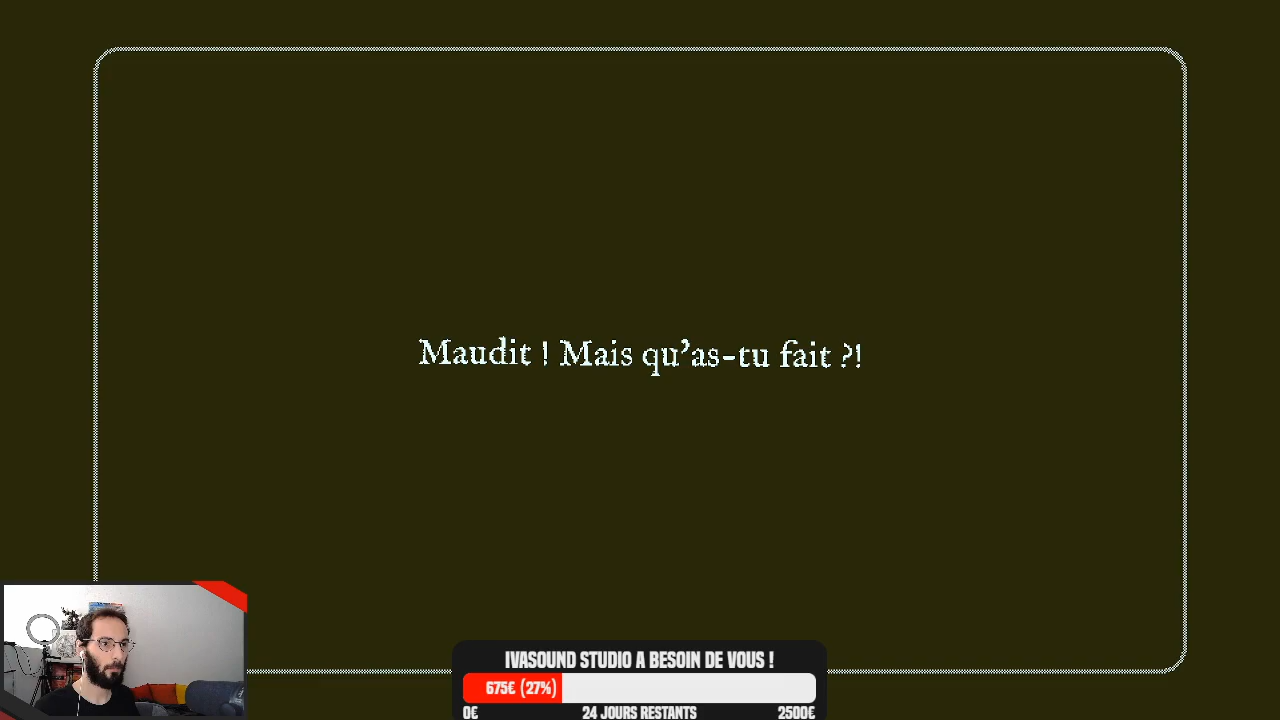 Maudit ! Mais qu'as-tu fait ?!
IVASOUND STUDIO A BESOIN DE VOUS !
675€ (27%)
0€ 24 JOURS RESTANTS 2500€